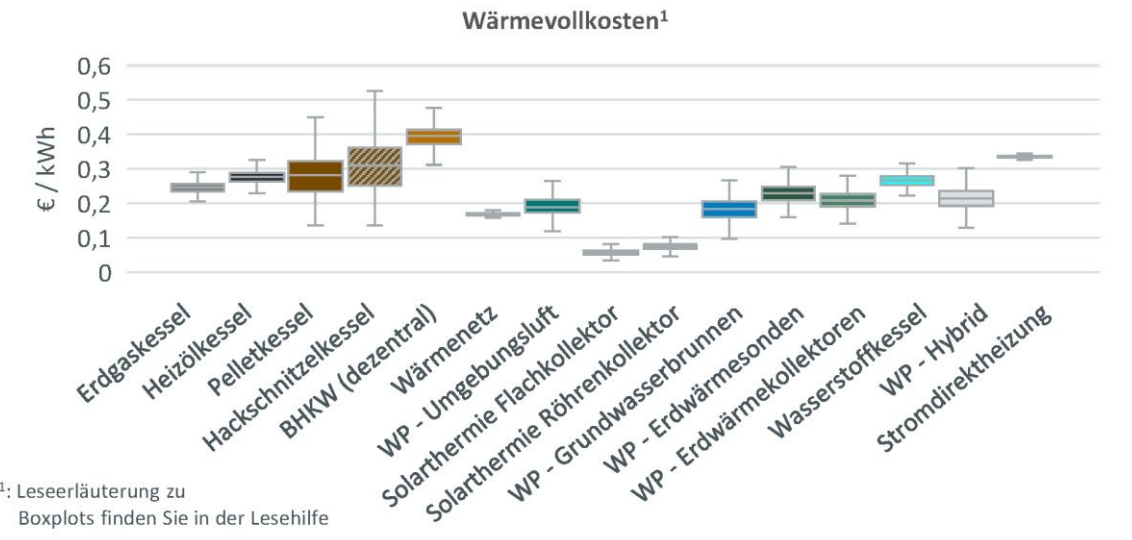 Wärmevollkosten¹
€ / kWh
0,6
0,5
0,4
0,3
0,2
0,1
0
Erdgaskessel
Heizölkessel
Pelletkessel
Hackschnitzelkessel
BHKW (dezentral)
Wärmenetz
WP - Umgebungsluft
Solarthermie Flachkollektor
Solarthermie Röhrenkollektor
WP - Grundwasserbrunnen
WP - Erdwärmesonden
WP - Erdwärmekollektoren
Wasserstoffkessel
WP - Hybrid
Stromdirektheizung
¹: Leseerläuterung zu
Boxplots finden Sie in der Lesehilfe